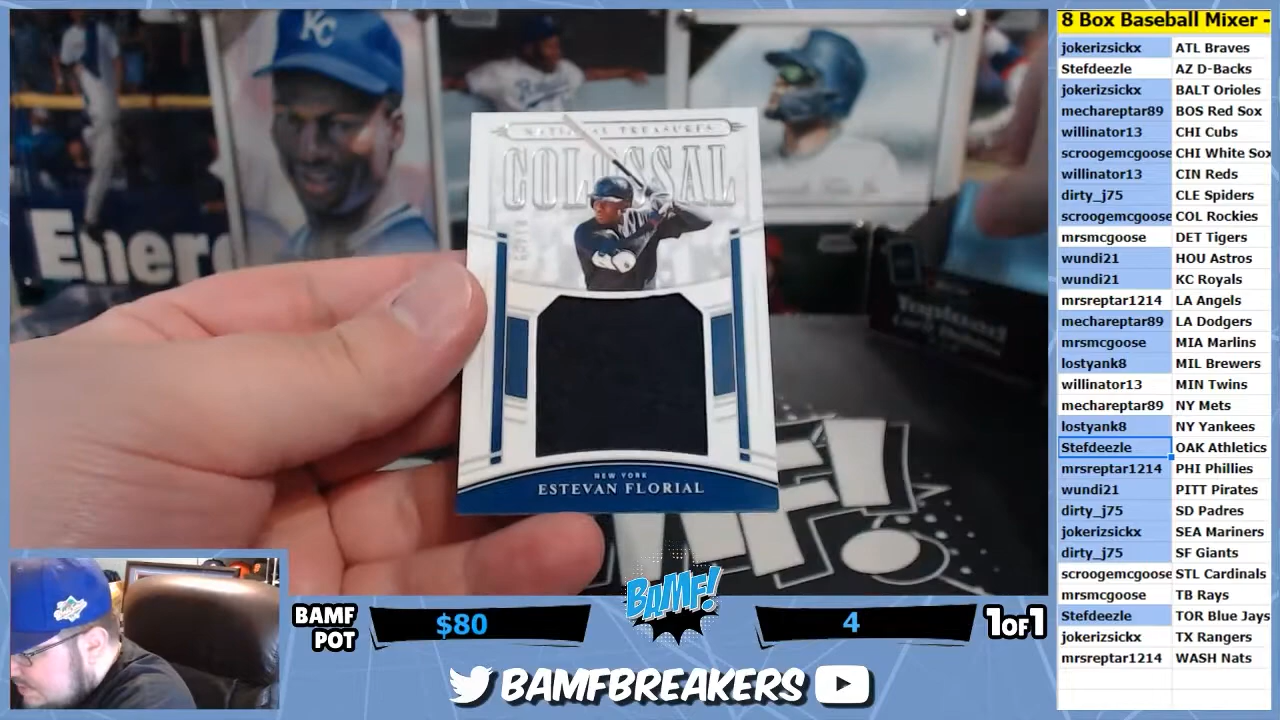 KC
Ener
NATIONAL TREASURES
COLOSSAL
NEW YORK
ESTEVAN FLORIAL
BAMF POT
$80
BAMF!
4
1OF1
BAMFBREAKERS
8 Box Baseball Mixer -
jokerizsickx ATL Braves
Stefdeezle AZ D-Backs
jokerizsickx BALT Orioles
mechareptar89 BOS Red Sox
willinator13 CHI Cubs
scroogemcgoose CHI White Sox
willinator13 CIN Reds
dirty_j75 CLE Spiders
scroogemcgoose COL Rockies
mrsmcgoose DET Tigers
wundi21 HOU Astros
wundi21 KC Royals
mrsreptar1214 LA Angels
mechareptar89 LA Dodgers
mrsmcgoose MIA Marlins
lostyank8 MIL Brewers
willinator13 MIN Twins
mechareptar89 NY Mets
lostyank8 NY Yankees
Stefdeezle OAK Athletics
mrsreptar1214 PHI Phillies
wundi21 PITT Pirates
dirty_j75 SD Padres
jokerizsickx SEA Mariners
dirty_j75 SF Giants
scroogemcgoose STL Cardinals
mrsmcgoose TB Rays
Stefdeezle TOR Blue Jays
jokerizsickx TX Rangers
mrsreptar1214 WASH Nats